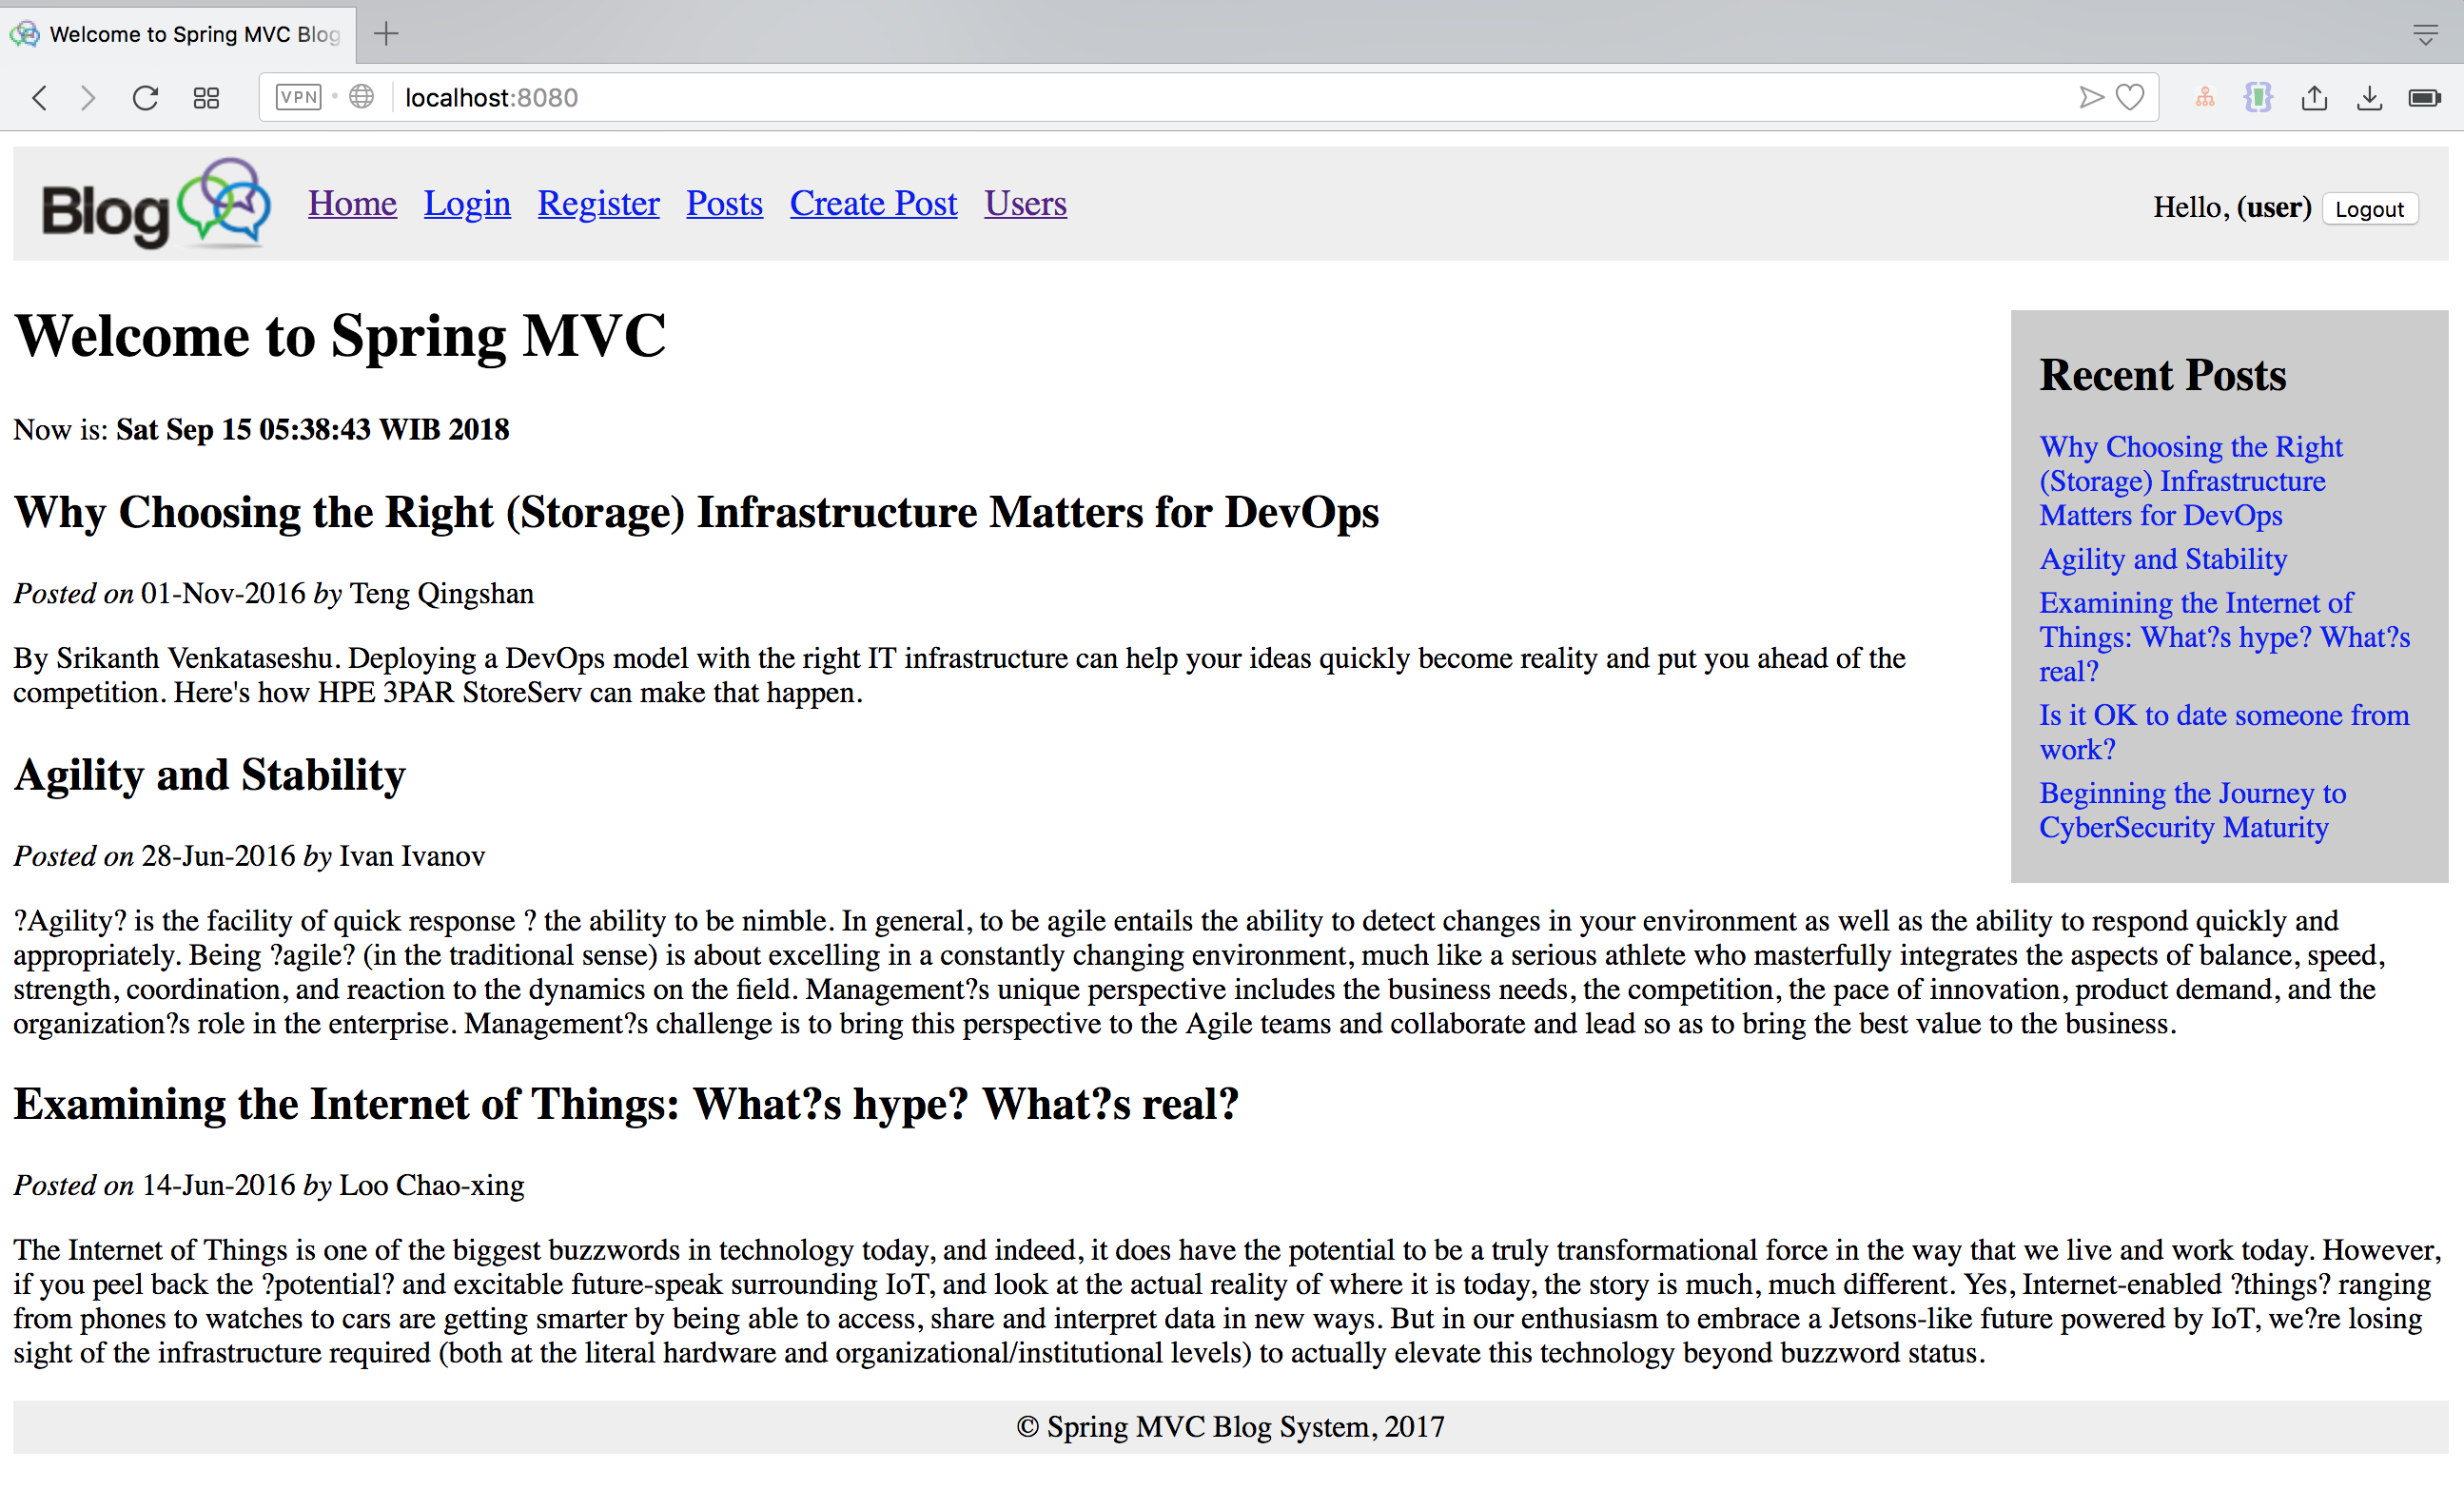 Welcome to Spring MVC Blog
VPN
localhost:8080
Blog
Home Login Register Posts Create Post Users
Hello, (user) Logout
Welcome to Spring MVC
Now is: Sat Sep 15 05:38:43 WIB 2018
Why Choosing the Right (Storage) Infrastructure Matters for DevOps
Posted on 01-Nov-2016 by Teng Qingshan
By Srikanth Venkataseshu. Deploying a DevOps model with the right IT infrastructure can help your ideas quickly become reality and put you ahead of the
competition. Here's how HPE 3PAR StoreServ can make that happen.
Agility and Stability
Posted on 28-Jun-2016 by Ivan Ivanov
?Agility? is the facility of quick response ? the ability to be nimble. In general, to be agile entails the ability to detect changes in your environment as well as the ability to respond quickly and
appropriately. Being ?agile? (in the traditional sense) is about excelling in a constantly changing environment, much like a serious athlete who masterfully integrates the aspects of balance, speed,
strength, coordination, and reaction to the dynamics on the field. Management?s unique perspective includes the business needs, the competition, the pace of innovation, product demand, and the
organization?s role in the enterprise. Management?s challenge is to bring this perspective to the Agile teams and collaborate and lead so as to bring the best value to the business.
Examining the Internet of Things: What?s hype? What?s real?
Posted on 14-Jun-2016 by Loo Chao-xing
The Internet of Things is one of the biggest buzzwords in technology today, and indeed, it does have the potential to be a truly transformational force in the way that we live and work today. However,
if you peel back the ?potential? and excitable future-speak surrounding IoT, and look at the actual reality of where it is today, the story is much, much different. Yes, Internet-enabled ?things? ranging
from phones to watches to cars are getting smarter by being able to access, share and interpret data in new ways. But in our enthusiasm to embrace a Jetsons-like future powered by IoT, we?re losing
sight of the infrastructure required (both at the literal hardware and organizational/institutional levels) to actually elevate this technology beyond buzzword status.
Recent Posts
Why Choosing the Right
(Storage) Infrastructure
Matters for DevOps
Agility and Stability
Examining the Internet of
Things: What?s hype? What?s
real?
Is it OK to date someone from
work?
Beginning the Journey to
CyberSecurity Maturity
© Spring MVC Blog System, 2017